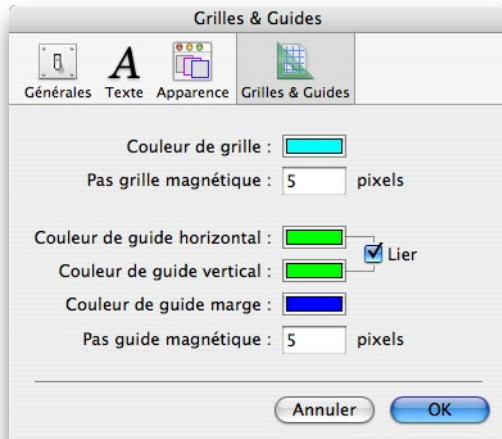 Grilles & Guides
Générales Texte Apparence Grilles & Guides
Couleur de grille :
Pas grille magnétique : 5 pixels
Couleur de guide horizontal :
Lier
Couleur de guide vertical :
Couleur de guide marge :
Pas guide magnétique : 5 pixels
Annuler OK